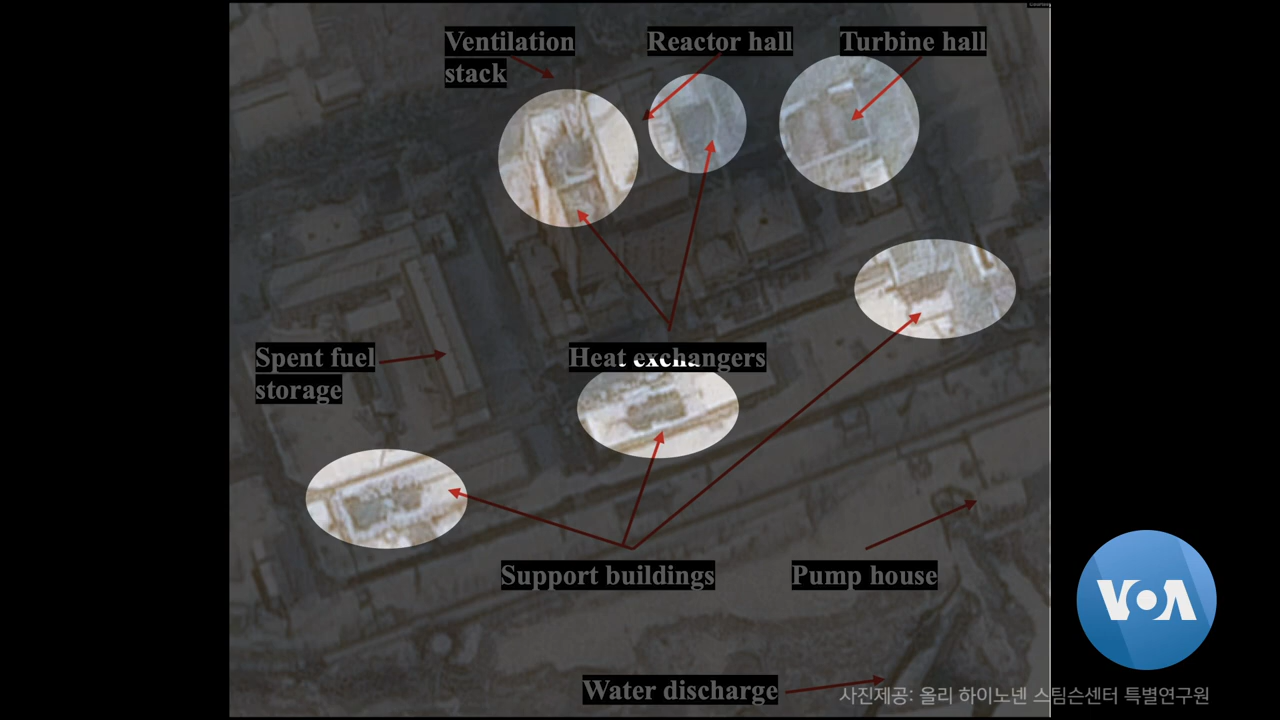 Ventilation
stack
Reactor hall
Turbine hall
Spent fuel
storage
Heat exchangers
Support buildings
Pump house
Water discharge
VOA
사진제공: 올리 하이노넨 스팀슨센터 특별연구원